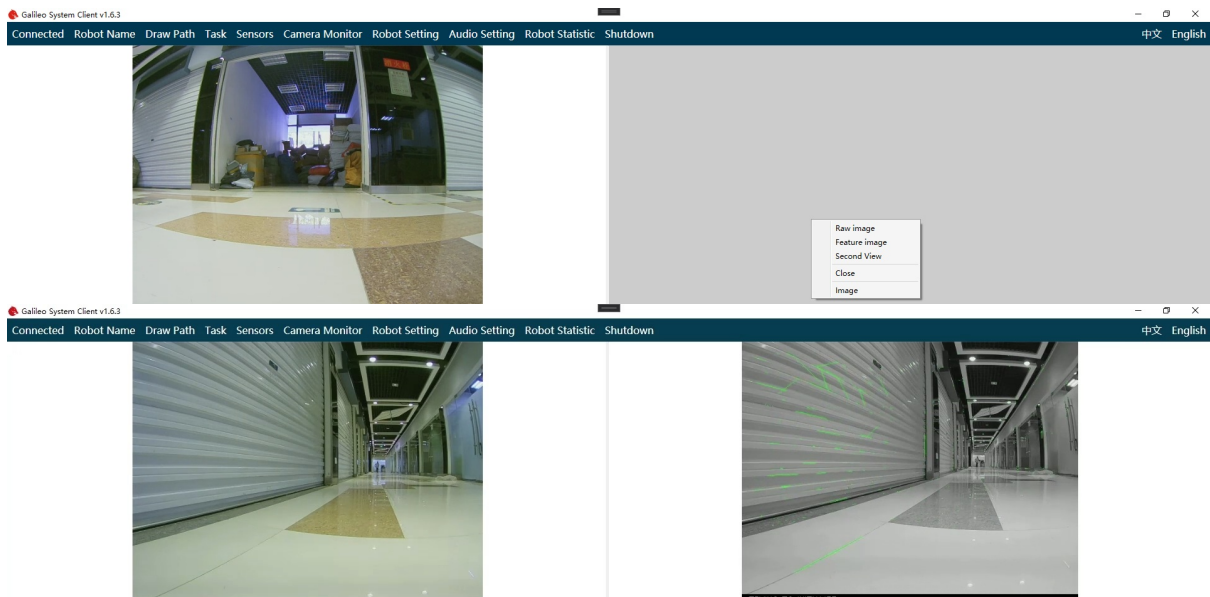 Galileo System Client v1.6.3
Connected Robot Name Draw Path Task Sensors Camera Monitor Robot Setting Audio Setting Robot Statistic Shutdown 中文 English
Raw image
Feature image
Second View
Close
Image
Galileo System Client v1.6.3
Connected Robot Name Draw Path Task Sensors Camera Monitor Robot Setting Audio Setting Robot Statistic Shutdown 中文 English